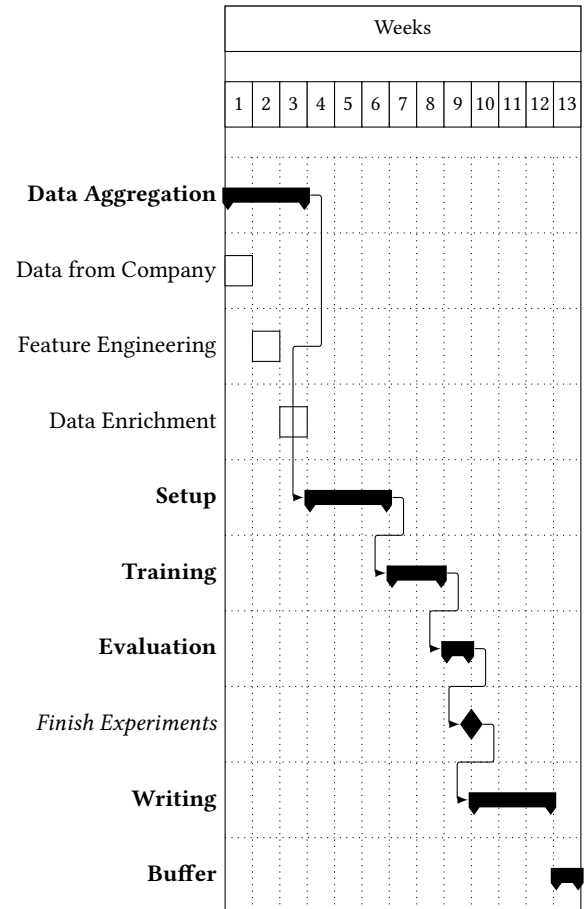 Weeks
1 2 3 4 5 6 7 8 9 10 11 12 13
Data Aggregation
Data from Company
Feature Engineering
Data Enrichment
Setup
Training
Evaluation
Finish Experiments
Writing
Buffer